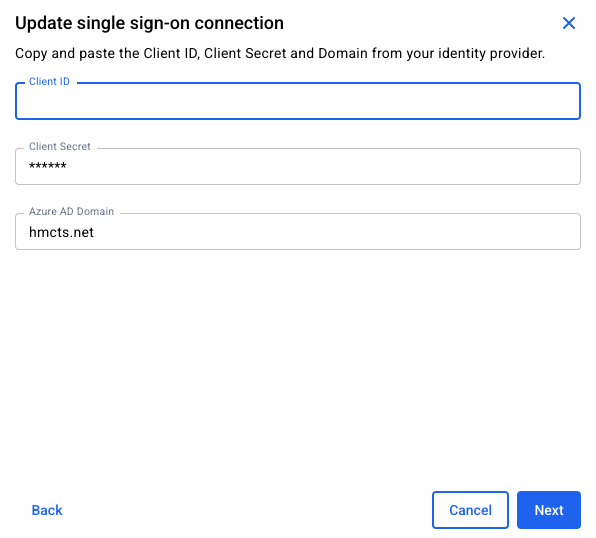 Update single sign-on connection
Copy and paste the Client ID, Client Secret and Domain from your identity provider.
Client ID
Client Secret
******
Azure AD Domain
hmcts.net
Back
Cancel
Next